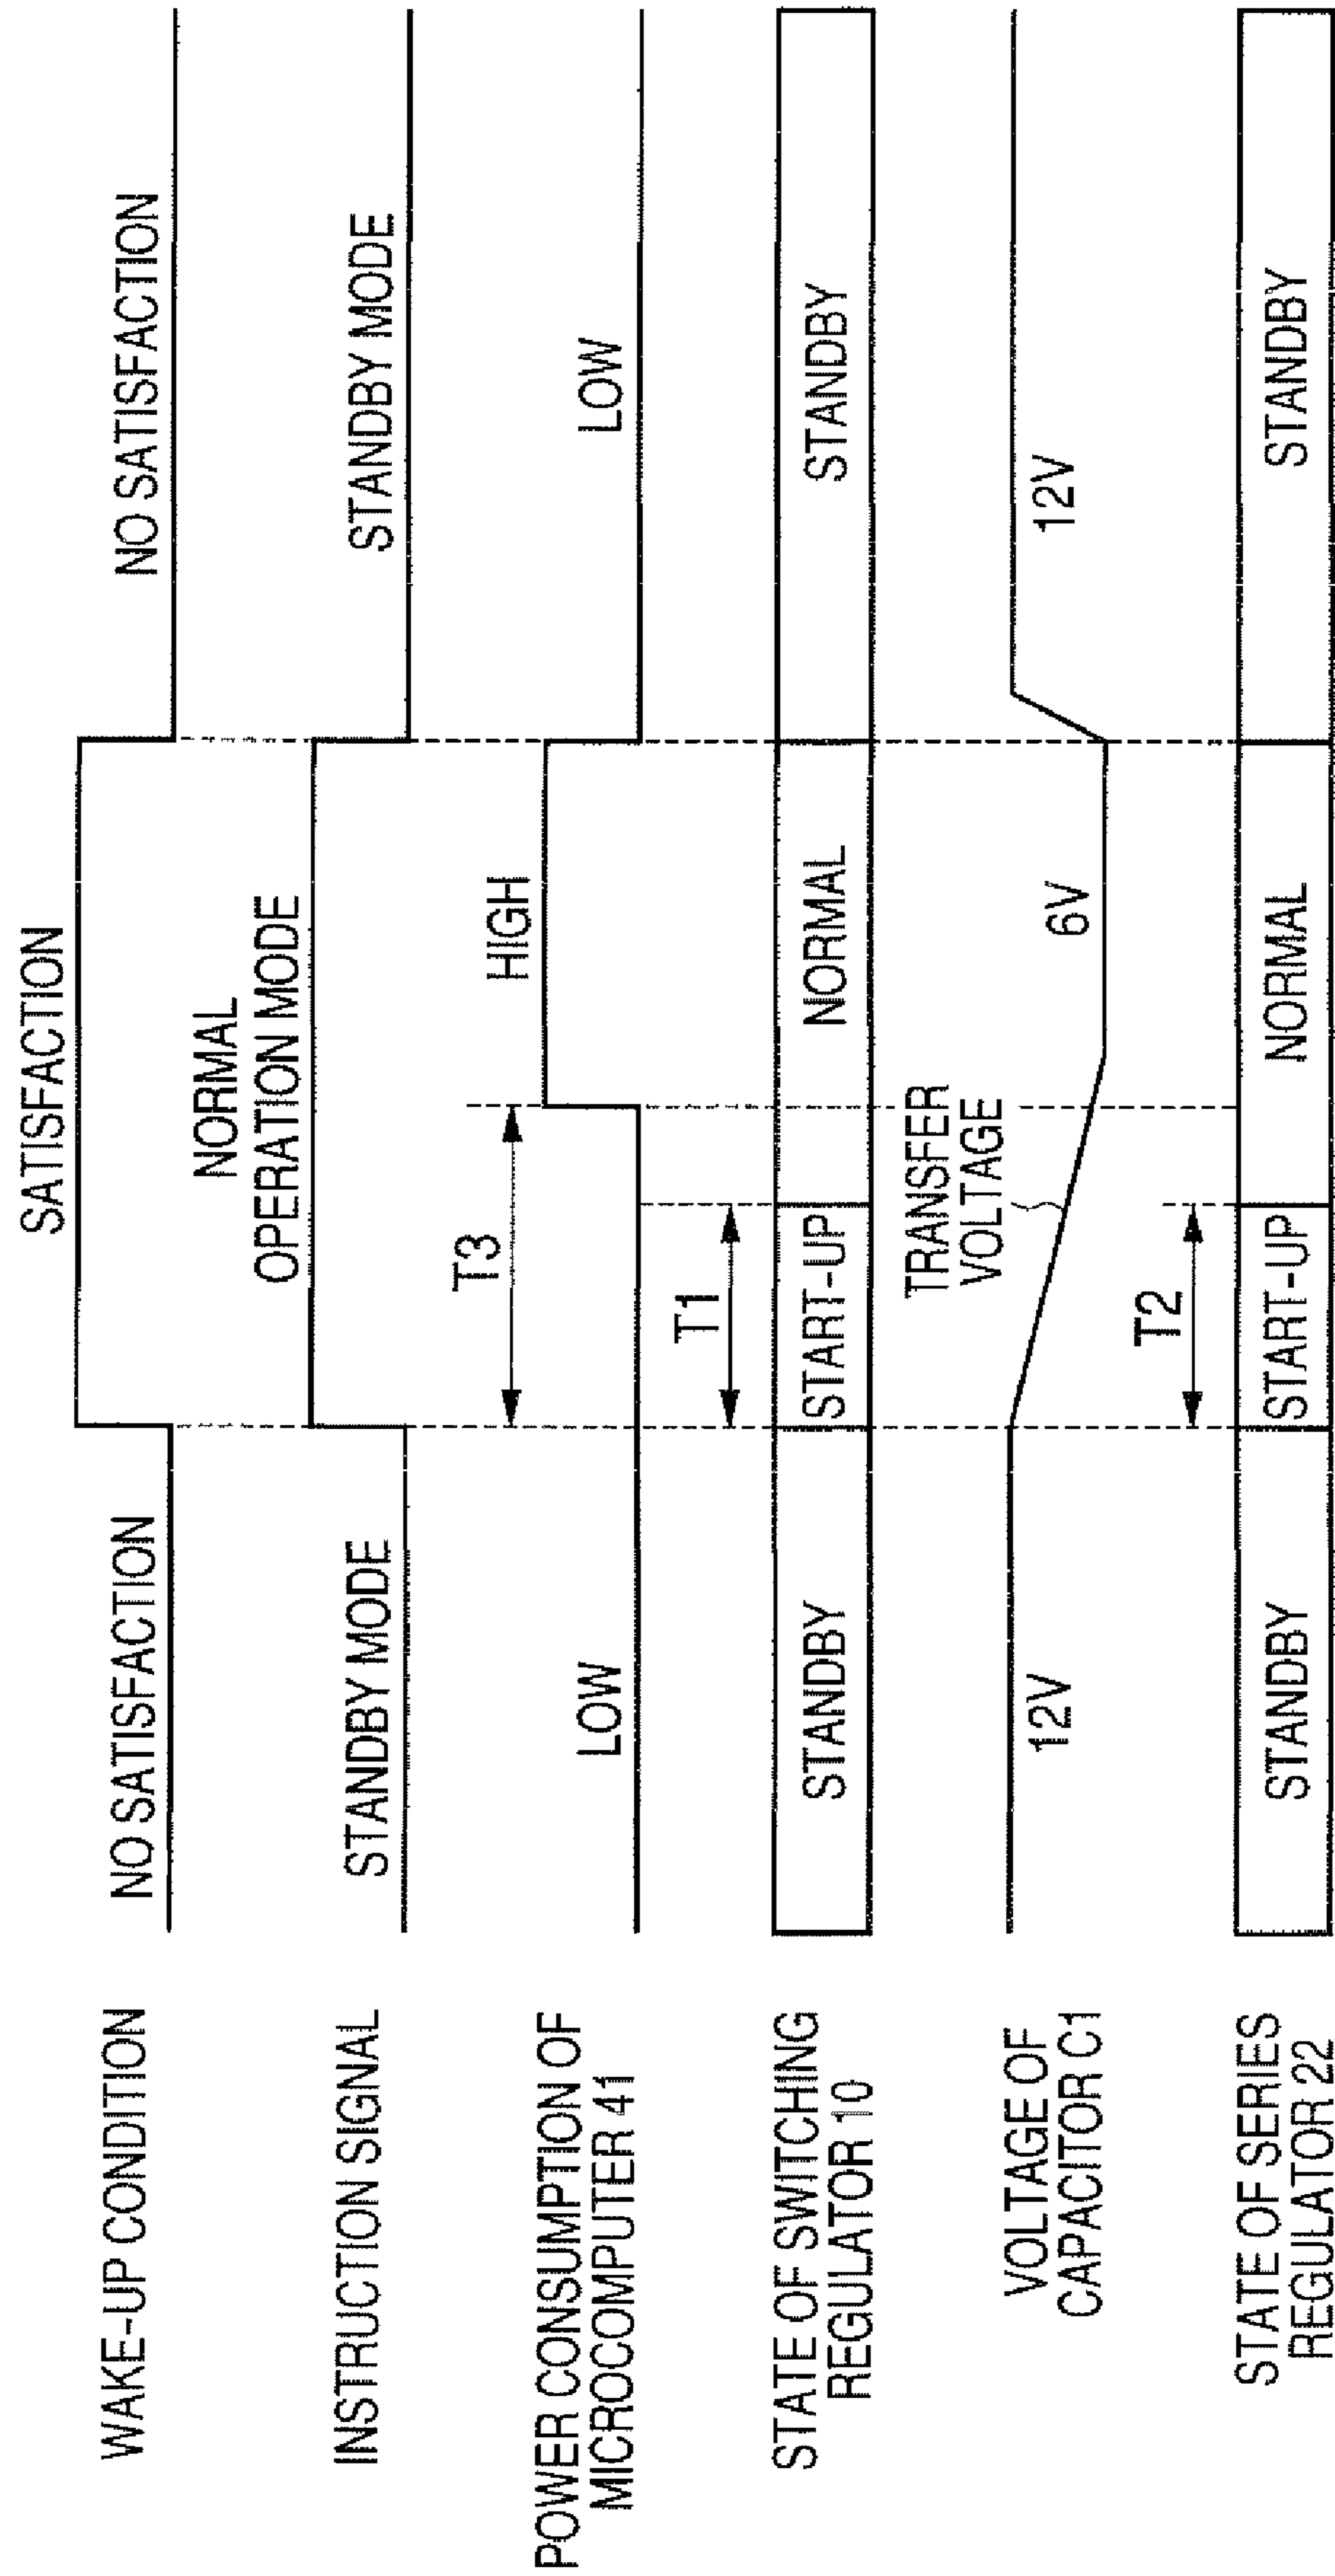 WAKE-UP CONDITION
NO SATISFACTION
SATISFACTION
NO SATISFACTION
INSTRUCTION SIGNAL
STANDBY MODE
NORMAL
OPERATION MODE
STANDBY MODE
POWER CONSUMPTION OF
MICROCOMPUTER 41
LOW
T3
HIGH
LOW
STATE OF SWITCHING
REGULATOR 10
STANDBY
T1
START-UP
NORMAL
STANDBY
VOLTAGE OF
CAPACITOR C1
12V
TRANSFER
VOLTAGE
6V
12V
STATE OF SERIES
REGULATOR 22
STANDBY
T2
START-UP
NORMAL
STANDBY